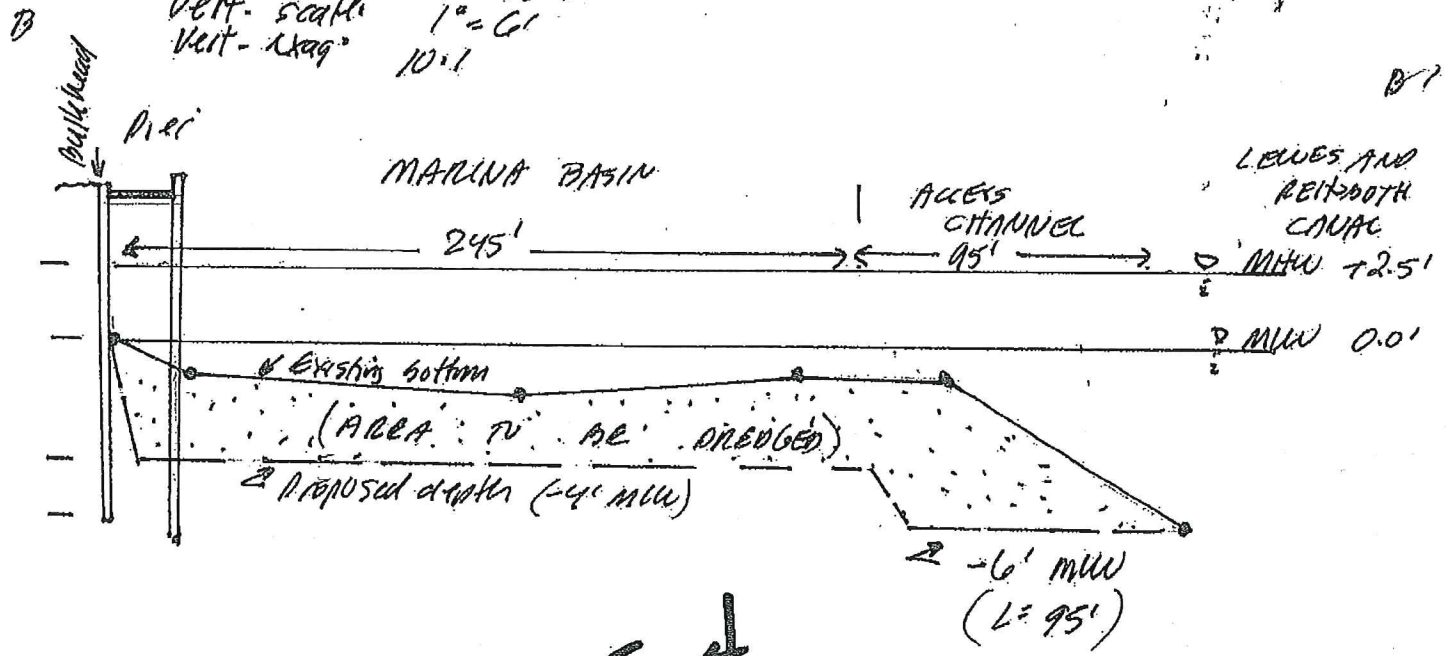 B
Vert. scale: 1" = 6'
Vert. exag: 10:1
B'
Bulkhead
Pier
MARINA BASIN
ACCESS
CHANNEL
LEWES AND
REHOBOTH
CANAL
245'
95'
MHW +2.5'
MLW 0.0'
Existing bottom
(AREA TO BE DREDGED)
Proposed depth (-4' MLW)
-6' MLW
(L= 95')